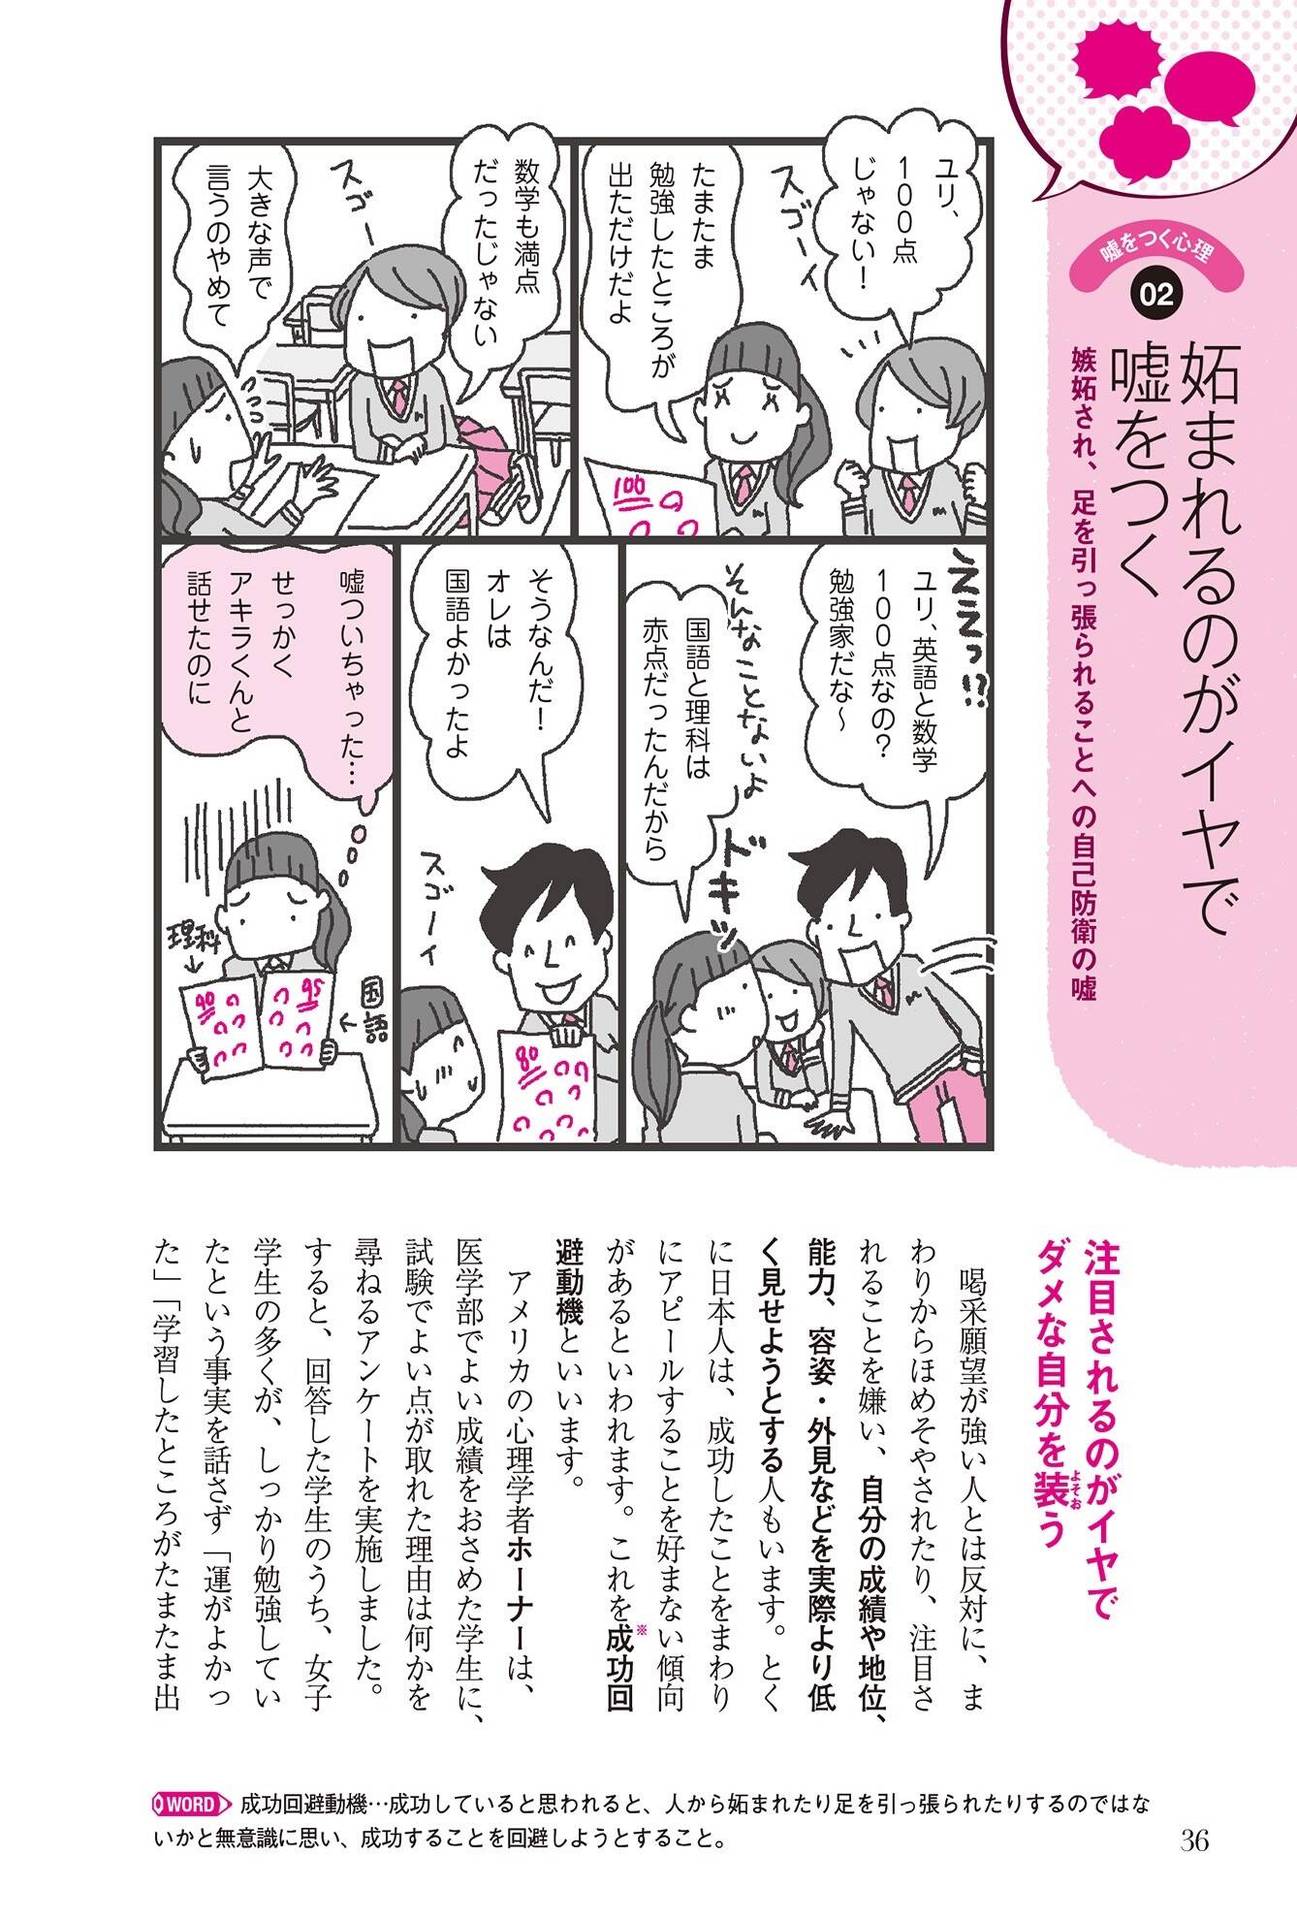 嘘をつく心理
02
妬まれるのがイヤで
嘘をつく
嫉妬され、足を引っ張られることへの自己防衛の嘘
ユリ、
100点
じゃない！
スゴーイ
たまたま
勉強したところが
出ただけだよ
100
数学も満点
だったじゃない
スゴー
大きな声で
言うのやめて
ええっ!?
ユリ、英語と数学
100点なの？
勉強家だな〜
そんなことないよ
国語と理科は
赤点だったんだから
ドキッ
そうなんだ！
オレは
国語よかったよ
スゴーイ
80
嘘ついちゃった…
せっかく
アキラくんと
話せたのに
理科
90
95
国語
注目されるのがイヤで
ダメな自分を装う
よそお
喝采願望が強い人とは反対に、ま
わりからほめそやされたり、注目さ
れることを嫌い、自分の成績や地位、
能力、容姿・外見などを実際より低
く見せようとする人もいます。とく
に日本人は、成功したことをまわり
にアピールすることを好まない傾向
があるといわれます。これを※成功回
避動機といいます。
アメリカの心理学者ホーナーは、
医学部でよい成績をおさめた学生に、
試験でよい点が取れた理由は何かを
尋ねるアンケートを実施しました。
すると、回答した学生のうち、女子
学生の多くが、しっかり勉強してい
たという事実を話さず「運がよかっ
た」「学習したところがたまたま出
WORD 成功回避動機…成功していると思われると、人から妬まれたり足を引っ張られたりするのではな
いかと無意識に思い、成功することを回避しようとすること。
36